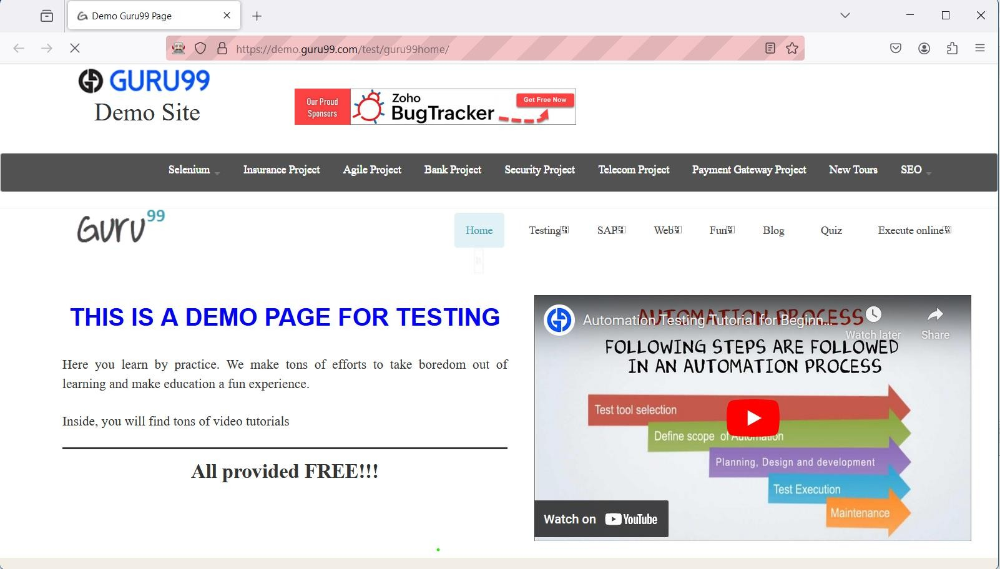 Demo Guru99 Page
https://demo.guru99.com/test/guru99home/
GURU99
Demo Site
Our Proud
Sponsors
Zoho
BugTracker
Get Free Now
Selenium Insurance Project Agile Project Bank Project Security Project Telecom Project Payment Gateway Project New Tours SEO
Guru99
Home Testing SAP Web Fun Blog Quiz Execute online
THIS IS A DEMO PAGE FOR TESTING
Here you learn by practice. We make tons of efforts to take boredom out of
learning and make education a fun experience.
Inside, you will find tons of video tutorials
All provided FREE!!!
AUTOMATION PROCESS
Automation Testing Tutorial for Beginn...
Watch later
Share
FOLLOWING STEPS ARE FOLLOWED
IN AN AUTOMATION PROCESS
Test tool selection
Define scope of Automation
Planning, Design and development
Test Execution
Maintenance
Watch on YouTube